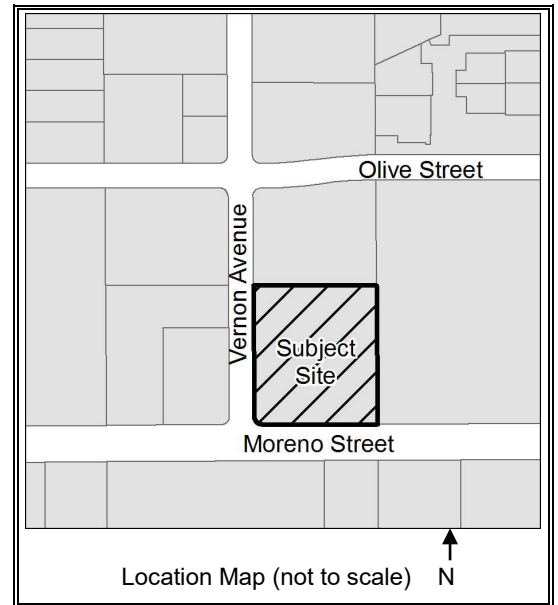 Olive Street
Vernon Avenue
Subject
Site
Moreno Street
Location Map (not to scale) N